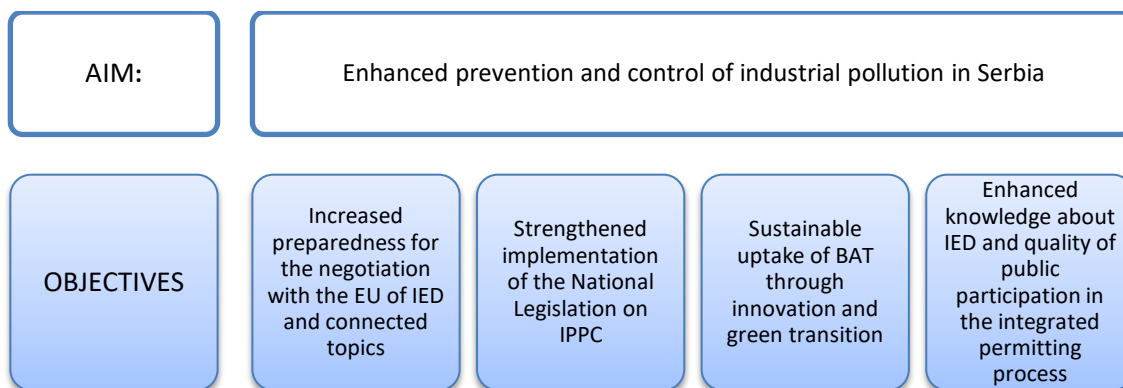 AIM:
Enhanced prevention and control of industrial pollution in Serbia
OBJECTIVES
Increased
preparedness for
the negotiation
with the EU of IED
and connected
topics
Strengthened
implementation
of the National
Legislation on
IPPC
Sustainable
uptake of BAT
through
innovation and
green transition
Enhanced
knowledge about
IED and quality of
public
participation in
the integrated
permitting
process